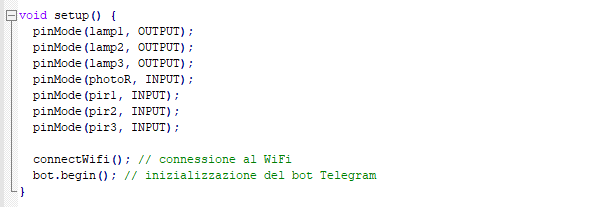 void setup() {
pinMode(lamp1, OUTPUT);
pinMode(lamp2, OUTPUT);
pinMode(lamp3, OUTPUT);
pinMode(photoR, INPUT);
pinMode(pir1, INPUT);
pinMode(pir2, INPUT);
pinMode(pir3, INPUT);
connectWifi(); // connessione al WiFi
bot.begin(); // inizializzazione del bot Telegram
}